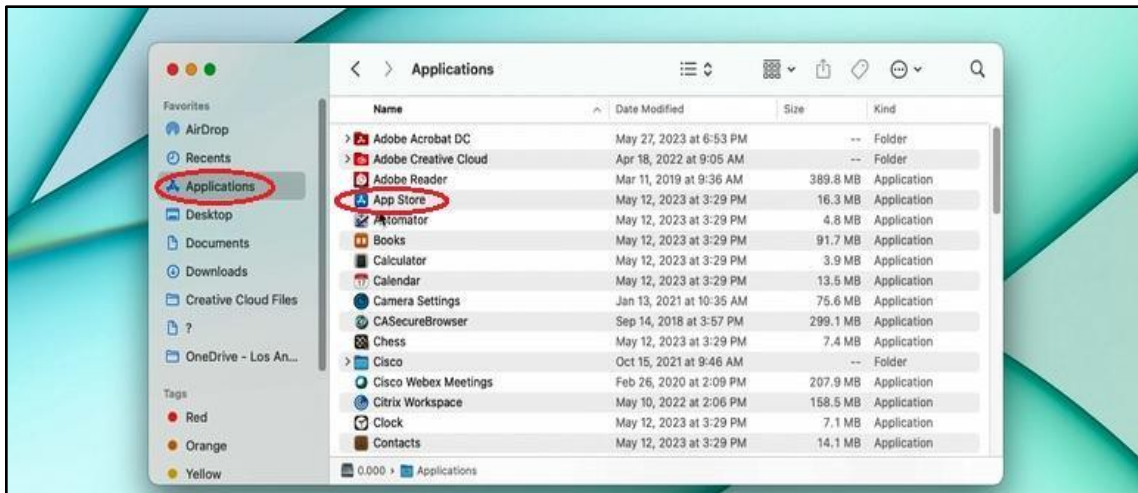 Applications
Favorites
AirDrop
Recents
Applications
Desktop
Documents
Downloads
Creative Cloud Files
?
OneDrive - Los An...
Tags
Red
Orange
Yellow
Name Date Modified Size Kind
Adobe Acrobat DC May 27, 2023 at 6:53 PM -- Folder
Adobe Creative Cloud Apr 18, 2022 at 9:05 AM -- Folder
Adobe Reader Mar 11, 2019 at 9:36 AM 389.8 MB Application
App Store May 12, 2023 at 3:29 PM 16.3 MB Application
Automator May 12, 2023 at 3:29 PM 4.8 MB Application
Books May 12, 2023 at 3:29 PM 91.7 MB Application
Calculator May 12, 2023 at 3:29 PM 3.9 MB Application
Calendar May 12, 2023 at 3:29 PM 13.5 MB Application
Camera Settings Jan 13, 2021 at 10:35 AM 75.6 MB Application
CASecureBrowser Sep 14, 2018 at 3:57 PM 299.1 MB Application
Chess May 12, 2023 at 3:29 PM 7.4 MB Application
Cisco Oct 15, 2021 at 9:46 AM -- Folder
Cisco Webex Meetings Feb 26, 2020 at 2:09 PM 207.9 MB Application
Citrix Workspace May 10, 2022 at 2:06 PM 158.5 MB Application
Clock May 12, 2023 at 3:29 PM 7.1 MB Application
Contacts May 12, 2023 at 3:29 PM 14.1 MB Application
0.000 › Applications